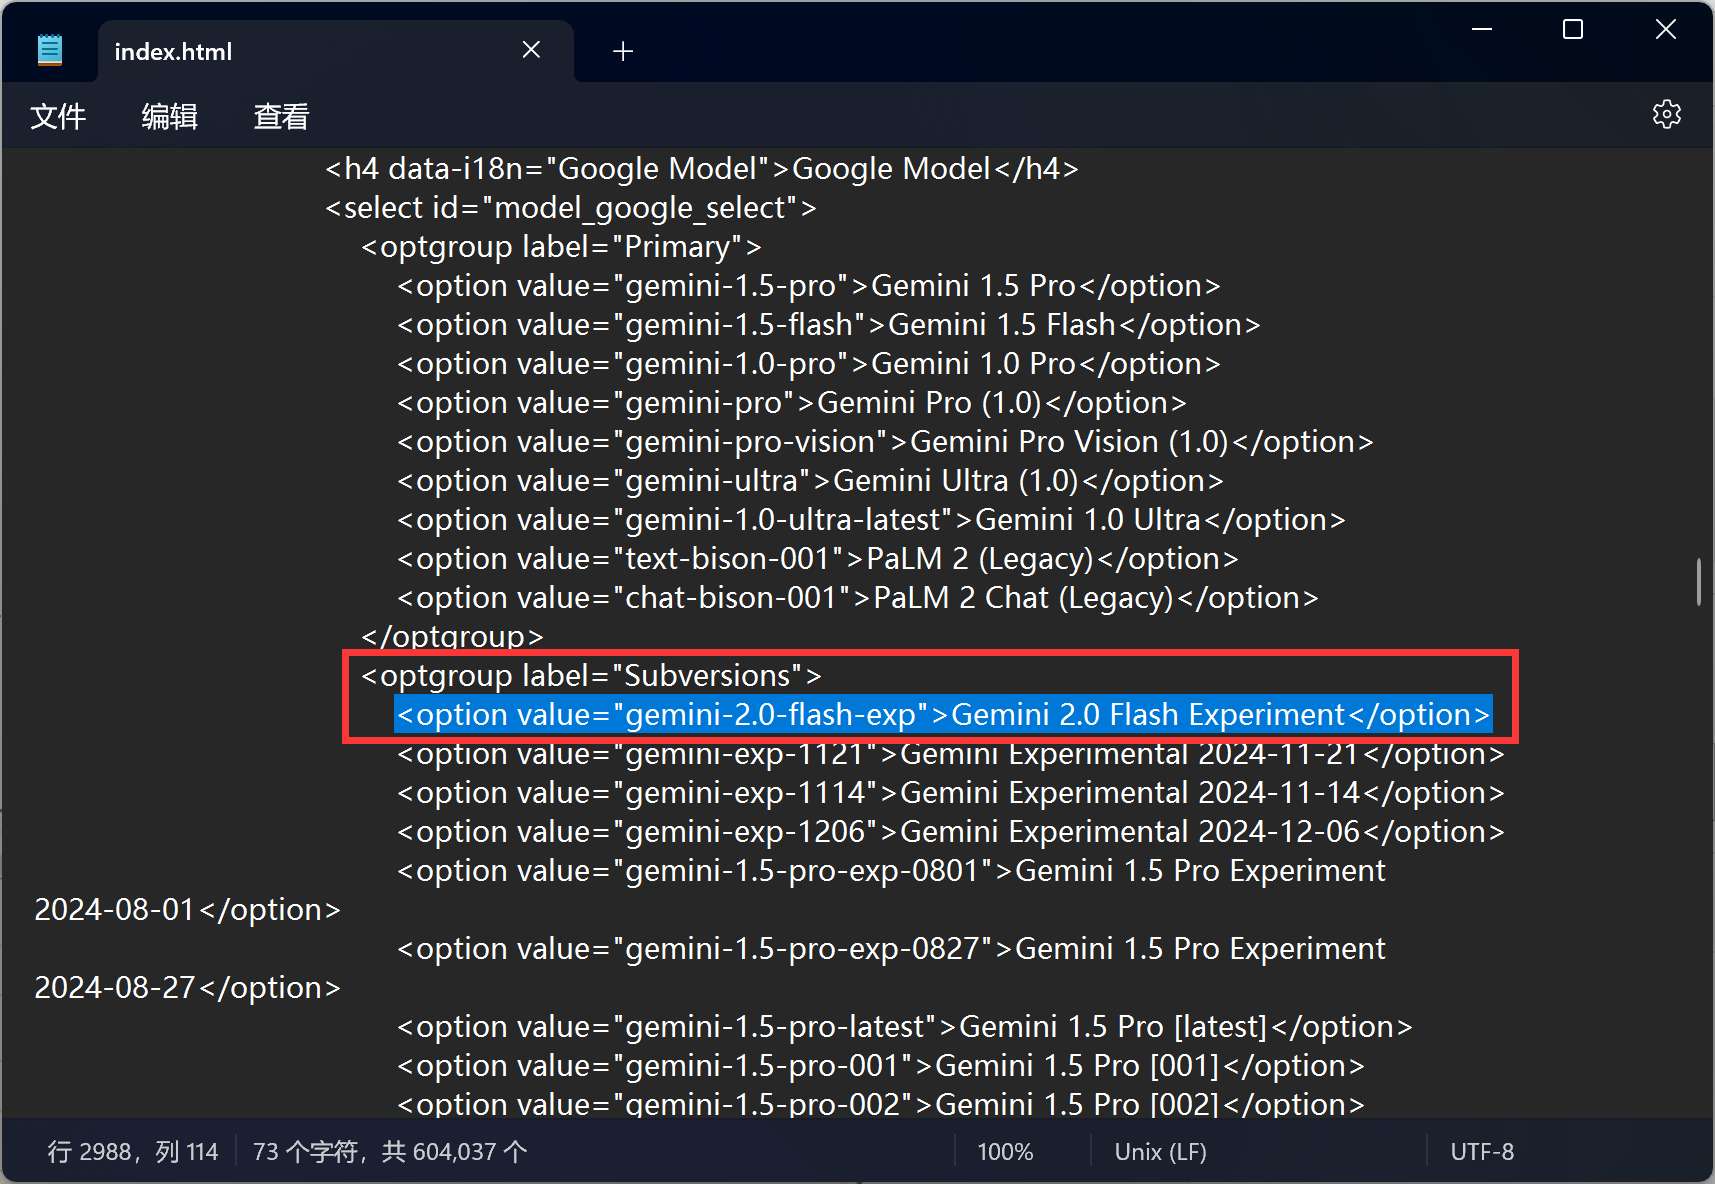 index.html
文件 编辑 查看
<h4 data-i18n="Google Model">Google Model</h4>
<select id="model_google_select">
<optgroup label="Primary">
<option value="gemini-1.5-pro">Gemini 1.5 Pro</option>
<option value="gemini-1.5-flash">Gemini 1.5 Flash</option>
<option value="gemini-1.0-pro">Gemini 1.0 Pro</option>
<option value="gemini-pro">Gemini Pro (1.0)</option>
<option value="gemini-pro-vision">Gemini Pro Vision (1.0)</option>
<option value="gemini-ultra">Gemini Ultra (1.0)</option>
<option value="gemini-1.0-ultra-latest">Gemini 1.0 Ultra</option>
<option value="text-bison-001">PaLM 2 (Legacy)</option>
<option value="chat-bison-001">PaLM 2 Chat (Legacy)</option>
</optgroup>
<optgroup label="Subversions">
<option value="gemini-2.0-flash-exp">Gemini 2.0 Flash Experiment</option>
<option value="gemini-exp-1121">Gemini Experimental 2024-11-21</option>
<option value="gemini-exp-1114">Gemini Experimental 2024-11-14</option>
<option value="gemini-exp-1206">Gemini Experimental 2024-12-06</option>
<option value="gemini-1.5-pro-exp-0801">Gemini 1.5 Pro Experiment
2024-08-01</option>
<option value="gemini-1.5-pro-exp-0827">Gemini 1.5 Pro Experiment
2024-08-27</option>
<option value="gemini-1.5-pro-latest">Gemini 1.5 Pro [latest]</option>
<option value="gemini-1.5-pro-001">Gemini 1.5 Pro [001]</option>
<option value="gemini-1.5-pro-002">Gemini 1.5 Pro [002]</option>
行 2988，列 114 73 个字符，共 604,037 个 100% Unix (LF) UTF-8